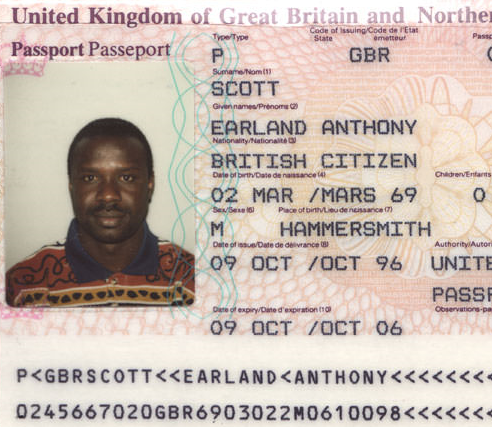 United Kingdom of Great Britain and Norther
Passport Passeport
Type/Type Code of Issuing/Code de l'Etat Passp
State émetteur
P GBR
Surname/Nom (1)
SCOTT
Given names/Prénoms (2)
EARLAND ANTHONY
Nationality/Nationalité (3)
BRITISH CITIZEN
Date of birth/Date de naissance (4) Children/Enfants
02 MAR /MARS 69 0
Sex/Sexe (6) Place of birth/Lieu de naissance (7)
M HAMMERSMITH
Date of issue/Date de délivrance (8) Authority/Autori
09 OCT /OCT 96 UNITE
PASSP
Date of expiry/Date d'expiration (10) Observations-pa
09 OCT /OCT 06
P<GBRSCOTT<<EARLAND<ANTHONY<<<<<<<<<
0245667020GBR6903022M0610098<<<<<<<<